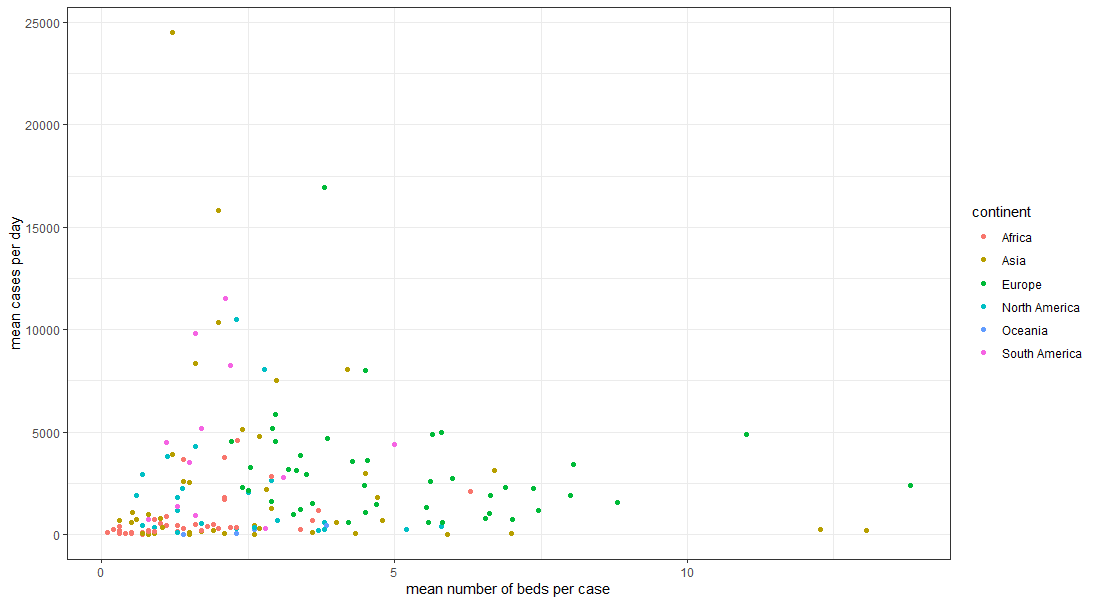 25000
20000
15000
10000
5000
0
mean cases per day
0 5 10
mean number of beds per case
continent
Africa
Asia
Europe
North America
Oceania
South America